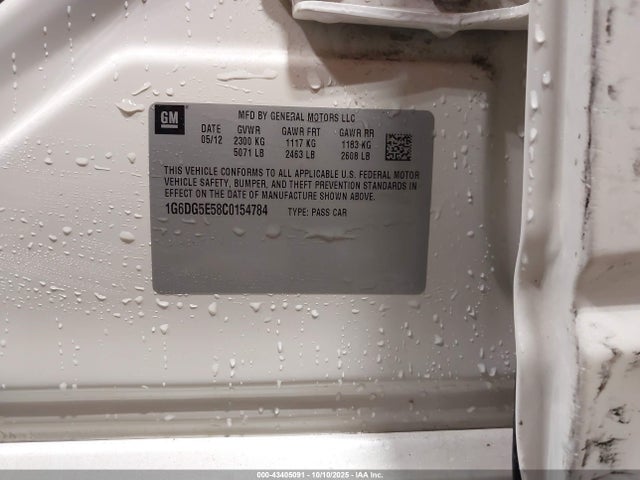 GM
MFD BY GENERAL MOTORS LLC
DATE GVWR GAWR FRT GAWR RR
05/12 2300 KG 1117 KG 1183 KG
5071 LB 2463 LB 2608 LB
THIS VEHICLE CONFORMS TO ALL APPLICABLE U.S. FEDERAL MOTOR
VEHICLE SAFETY, BUMPER, AND THEFT PREVENTION STANDARDS IN
EFFECT ON THE DATE OF MANUFACTURE SHOWN ABOVE.
1G6DG5E58C0154784 TYPE: PASS CAR
000-43405091 - 10/10/2025 - IAA Inc.